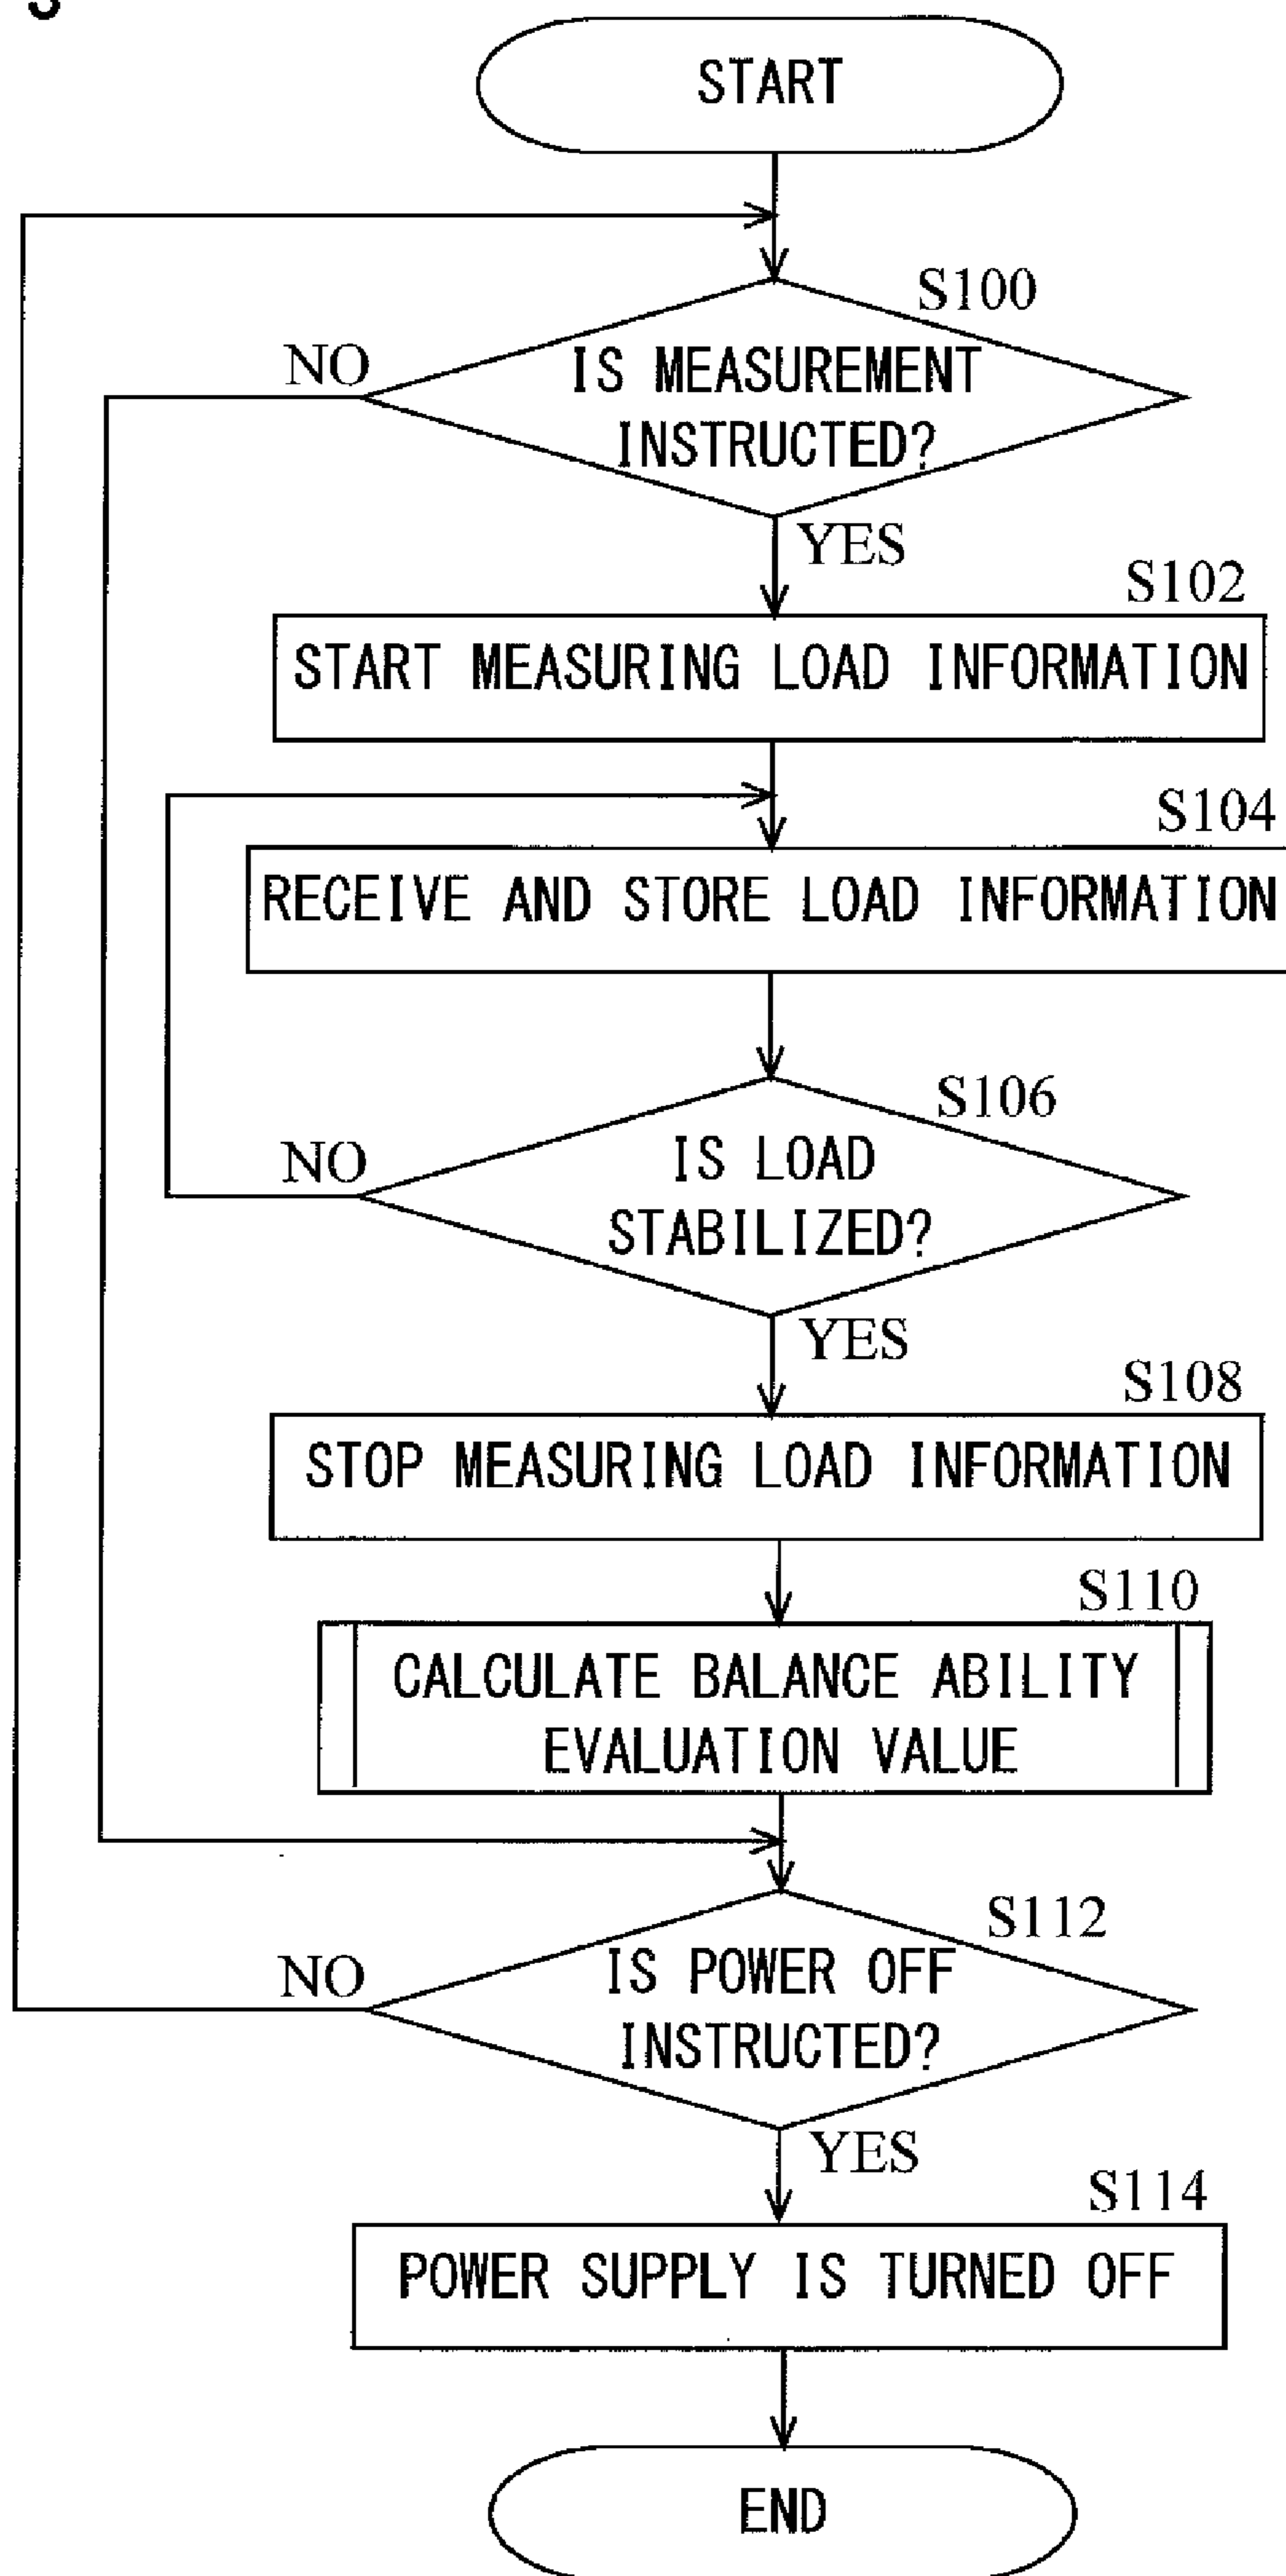 START
S100
NO
IS MEASUREMENT
INSTRUCTED?
YES
S102
START MEASURING LOAD INFORMATION
S104
RECEIVE AND STORE LOAD INFORMATION
S106
NO
IS LOAD
STABILIZED?
YES
S108
STOP MEASURING LOAD INFORMATION
S110
CALCULATE BALANCE ABILITY
EVALUATION VALUE
S112
NO
IS POWER OFF
INSTRUCTED?
YES
S114
POWER SUPPLY IS TURNED OFF
END